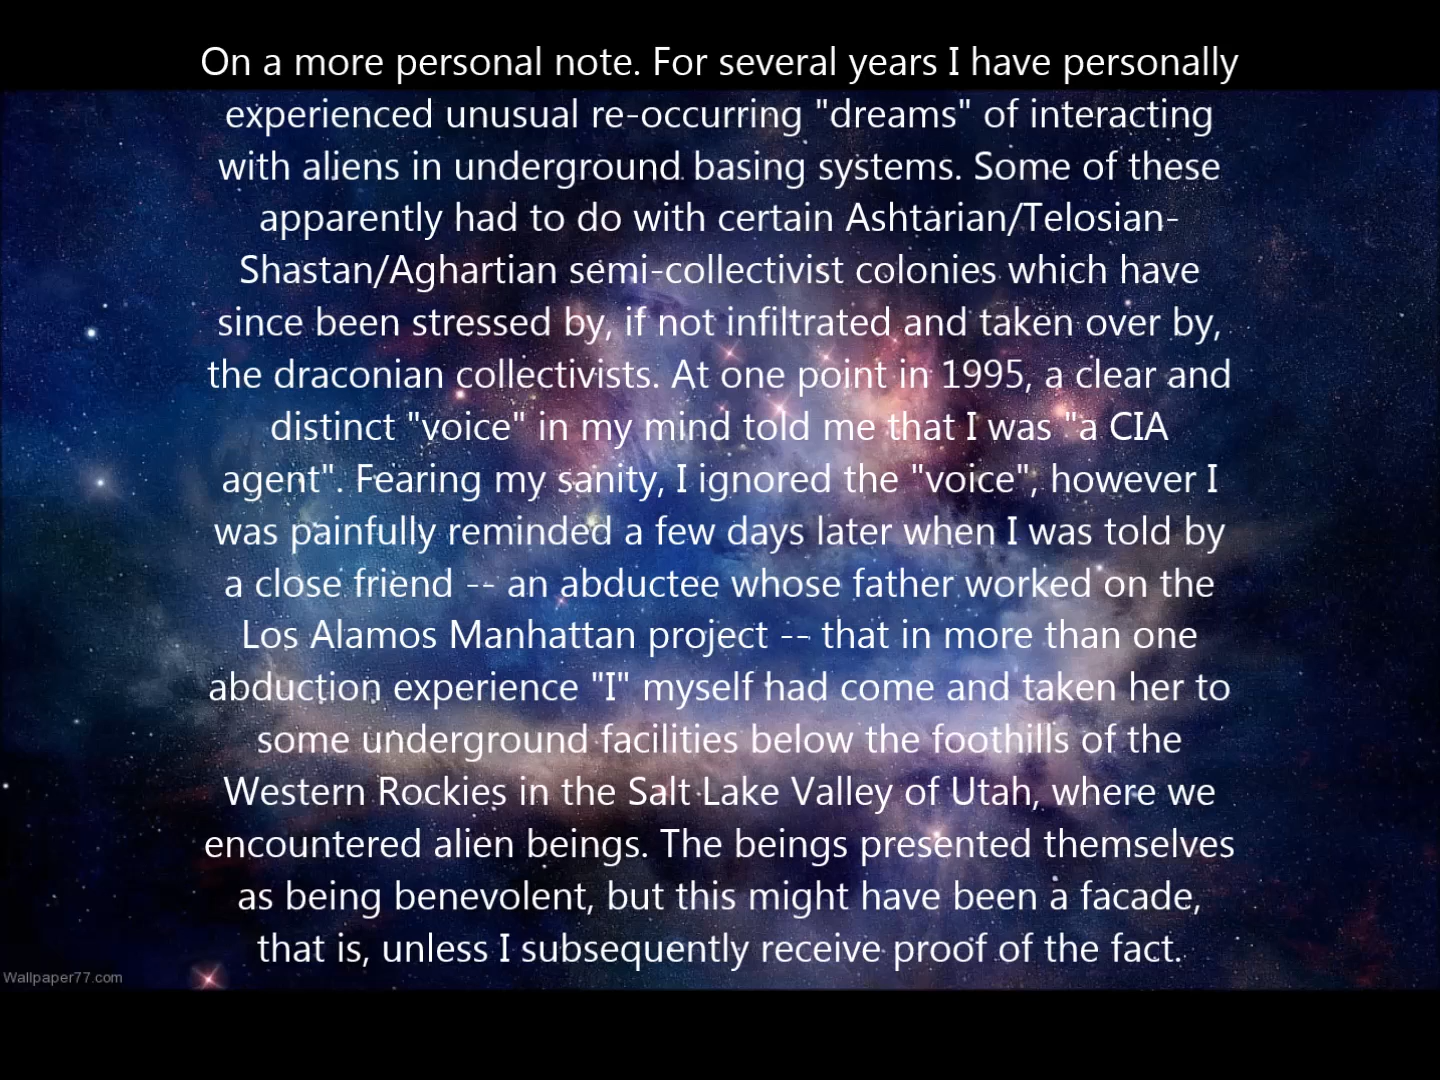 On a more personal note. For several years I have personally
experienced unusual re-occurring "dreams" of interacting
with aliens in underground basing systems. Some of these
apparently had to do with certain Ashtarian/Telosian-
Shastan/Aghartian semi-collectivist colonies which have
since been stressed by, if not infiltrated and taken over by,
the draconian collectivists. At one point in 1995, a clear and
distinct "voice" in my mind told me that I was "a CIA
agent". Fearing my sanity, I ignored the "voice", however I
was painfully reminded a few days later when I was told by
a close friend -- an abductee whose father worked on the
Los Alamos Manhattan project -- that in more than one
abduction experience "I" myself had come and taken her to
some underground facilities below the foothills of the
Western Rockies in the Salt Lake Valley of Utah, where we
encountered alien beings. The beings presented themselves
as being benevolent, but this might have been a facade,
that is, unless I subsequently receive proof of the fact.
Wallpaper77.com